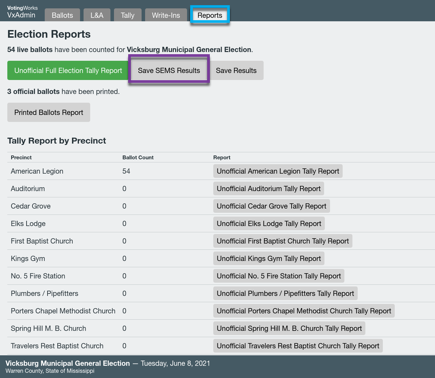 VotingWorks
VxAdmin
Ballots
L&A
Tally
Write-Ins
Reports
Election Reports
54 live ballots have been counted for Vicksburg Municipal General Election.
Unofficial Full Election Tally Report
Save SEMS Results
Save Results
3 official ballots have been printed.
Printed Ballots Report
Tally Report by Precinct
Precinct Ballot Count Report
American Legion 54 Unofficial American Legion Tally Report
Auditorium 0 Unofficial Auditorium Tally Report
Cedar Grove 0 Unofficial Cedar Grove Tally Report
Elks Lodge 0 Unofficial Elks Lodge Tally Report
First Baptist Church 0 Unofficial First Baptist Church Tally Report
Kings Gym 0 Unofficial Kings Gym Tally Report
No. 5 Fire Station 0 Unofficial No. 5 Fire Station Tally Report
Plumbers / Pipefitters 0 Unofficial Plumbers / Pipefitters Tally Report
Porters Chapel Methodist Church 0 Unofficial Porters Chapel Methodist Church Tally Report
Spring Hill M. B. Church 0 Unofficial Spring Hill M. B. Church Tally Report
Travelers Rest Baptist Church 0 Unofficial Travelers Rest Baptist Church Tally Report
Vicksburg Municipal General Election — Tuesday, June 8, 2021
Warren County, State of Mississippi